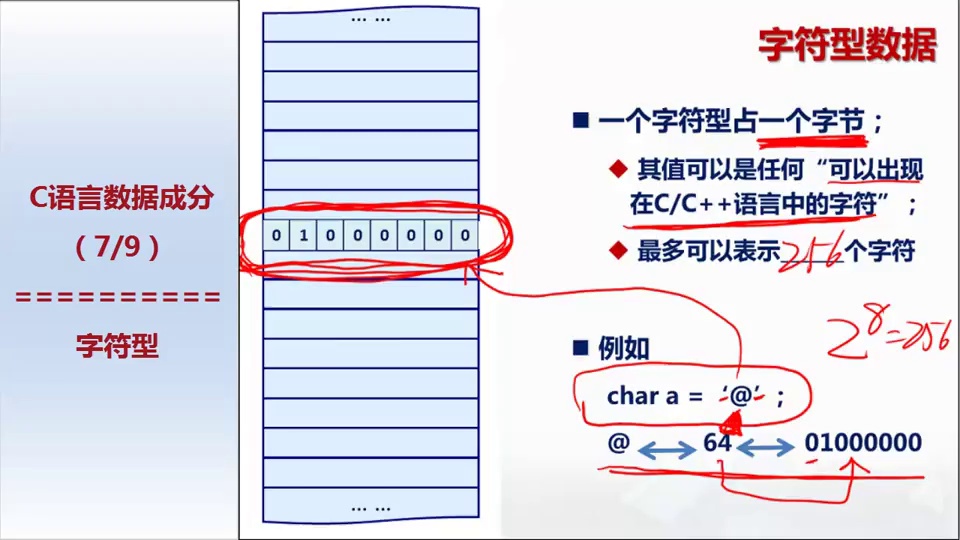 C语言数据成分
（7/9）
==========
字符型
... ...
0 1 0 0 0 0 0 0
... ...
字符型数据
■ 一个字符型占一个字节；
◆ 其值可以是任何“可以出现
在C/C++语言中的字符”；
◆ 最多可以表示256个字符
2^8=256
■ 例如
char a = ‘@’ ；
@ 64 01000000